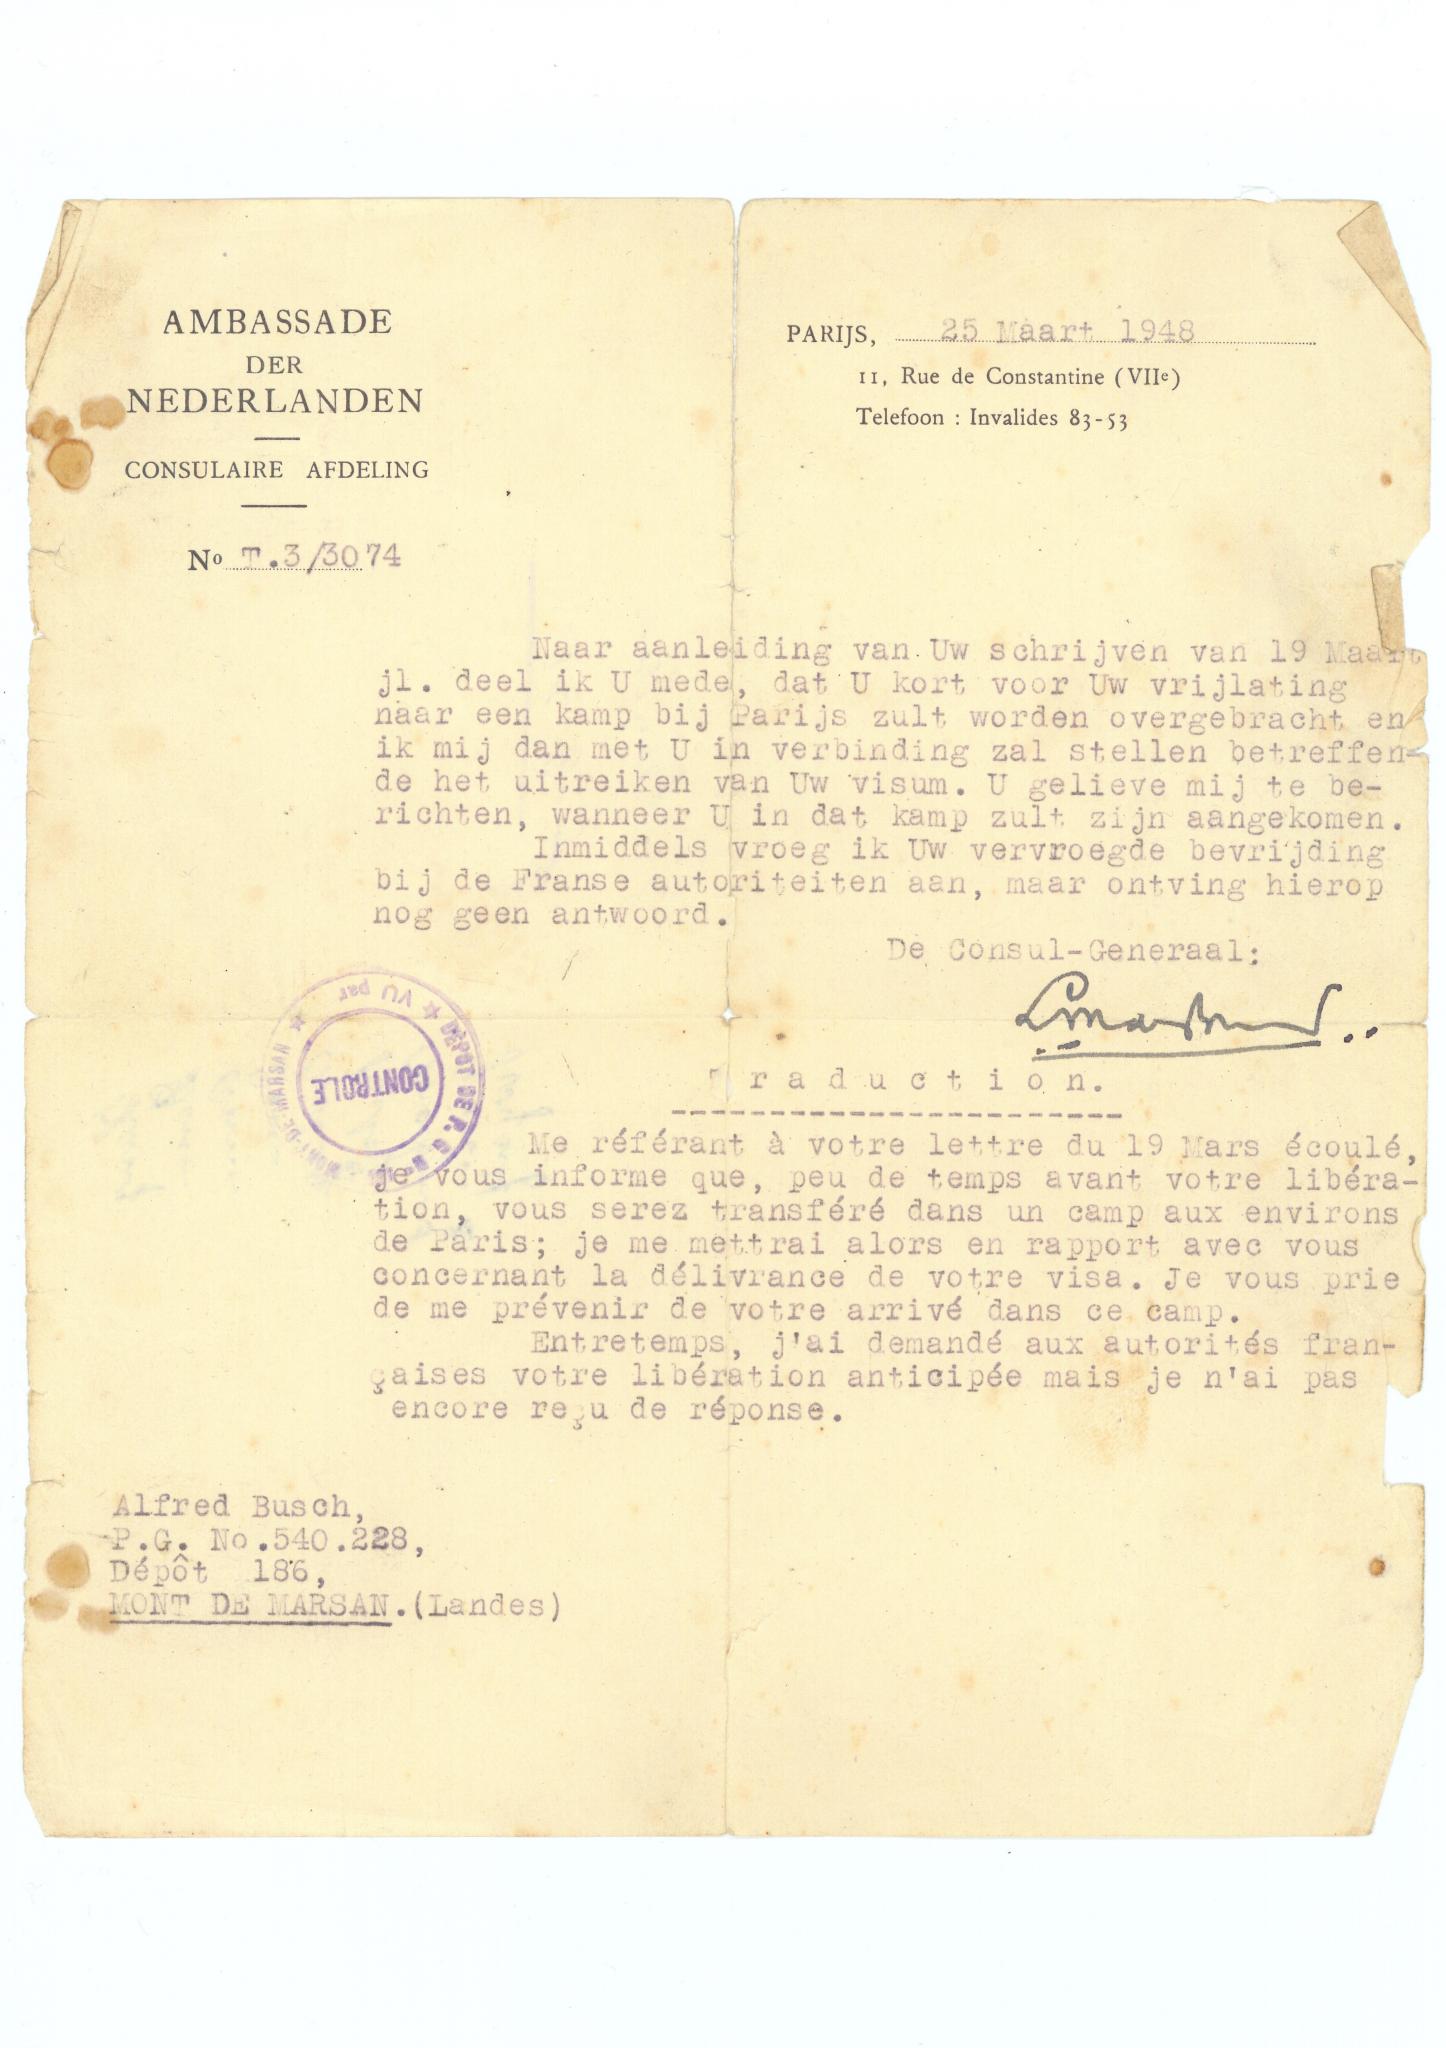 AMBASSADE
DER
NEDERLANDEN
CONSULAIRE AFDELING
No T.3/3074
PARIJS, 25 Maart 1948
11, Rue de Constantine (VIIe)
Telefoon : Invalides 83-53
Naar aanleiding van Uw schrijven van 19 Maart
jl. deel ik U mede, dat U kort voor Uw vrijlating
naar een kamp bij Parijs zult worden overgebracht en
ik mij dan met U in verbinding zal stellen betreffen-
de het uitreiken van Uw visum. U gelieve mij te be-
richten, wanneer U in dat kamp zult zijn aangekomen.
Inmiddels vroeg ik Uw vervroegde bevrijding
bij de Franse autoriteiten aan, maar ontving hierop
nog geen antwoord.
De Consul-Generaal:
VU par
DÉPOT DE P. G.
MONT-DE-MARSAN
CONTROLE
Traduction.
Me référant à votre lettre du 19 Mars écoulé,
je vous informe que, peu de temps avant votre libéra-
tion, vous serez transféré dans un camp aux environs
de Paris; je me mettrai alors en rapport avec vous
concernant la délivrance de votre visa. Je vous prie
de me prévenir de votre arrivé dans ce camp.
Entretemps, j'ai demandé aux autorités fran-
çaises votre libération anticipée mais je n'ai pas
encore reçu de réponse.
Alfred Busch,
P.G. No.540.228,
Dépôt 186,
MONT DE MARSAN.(Landes)